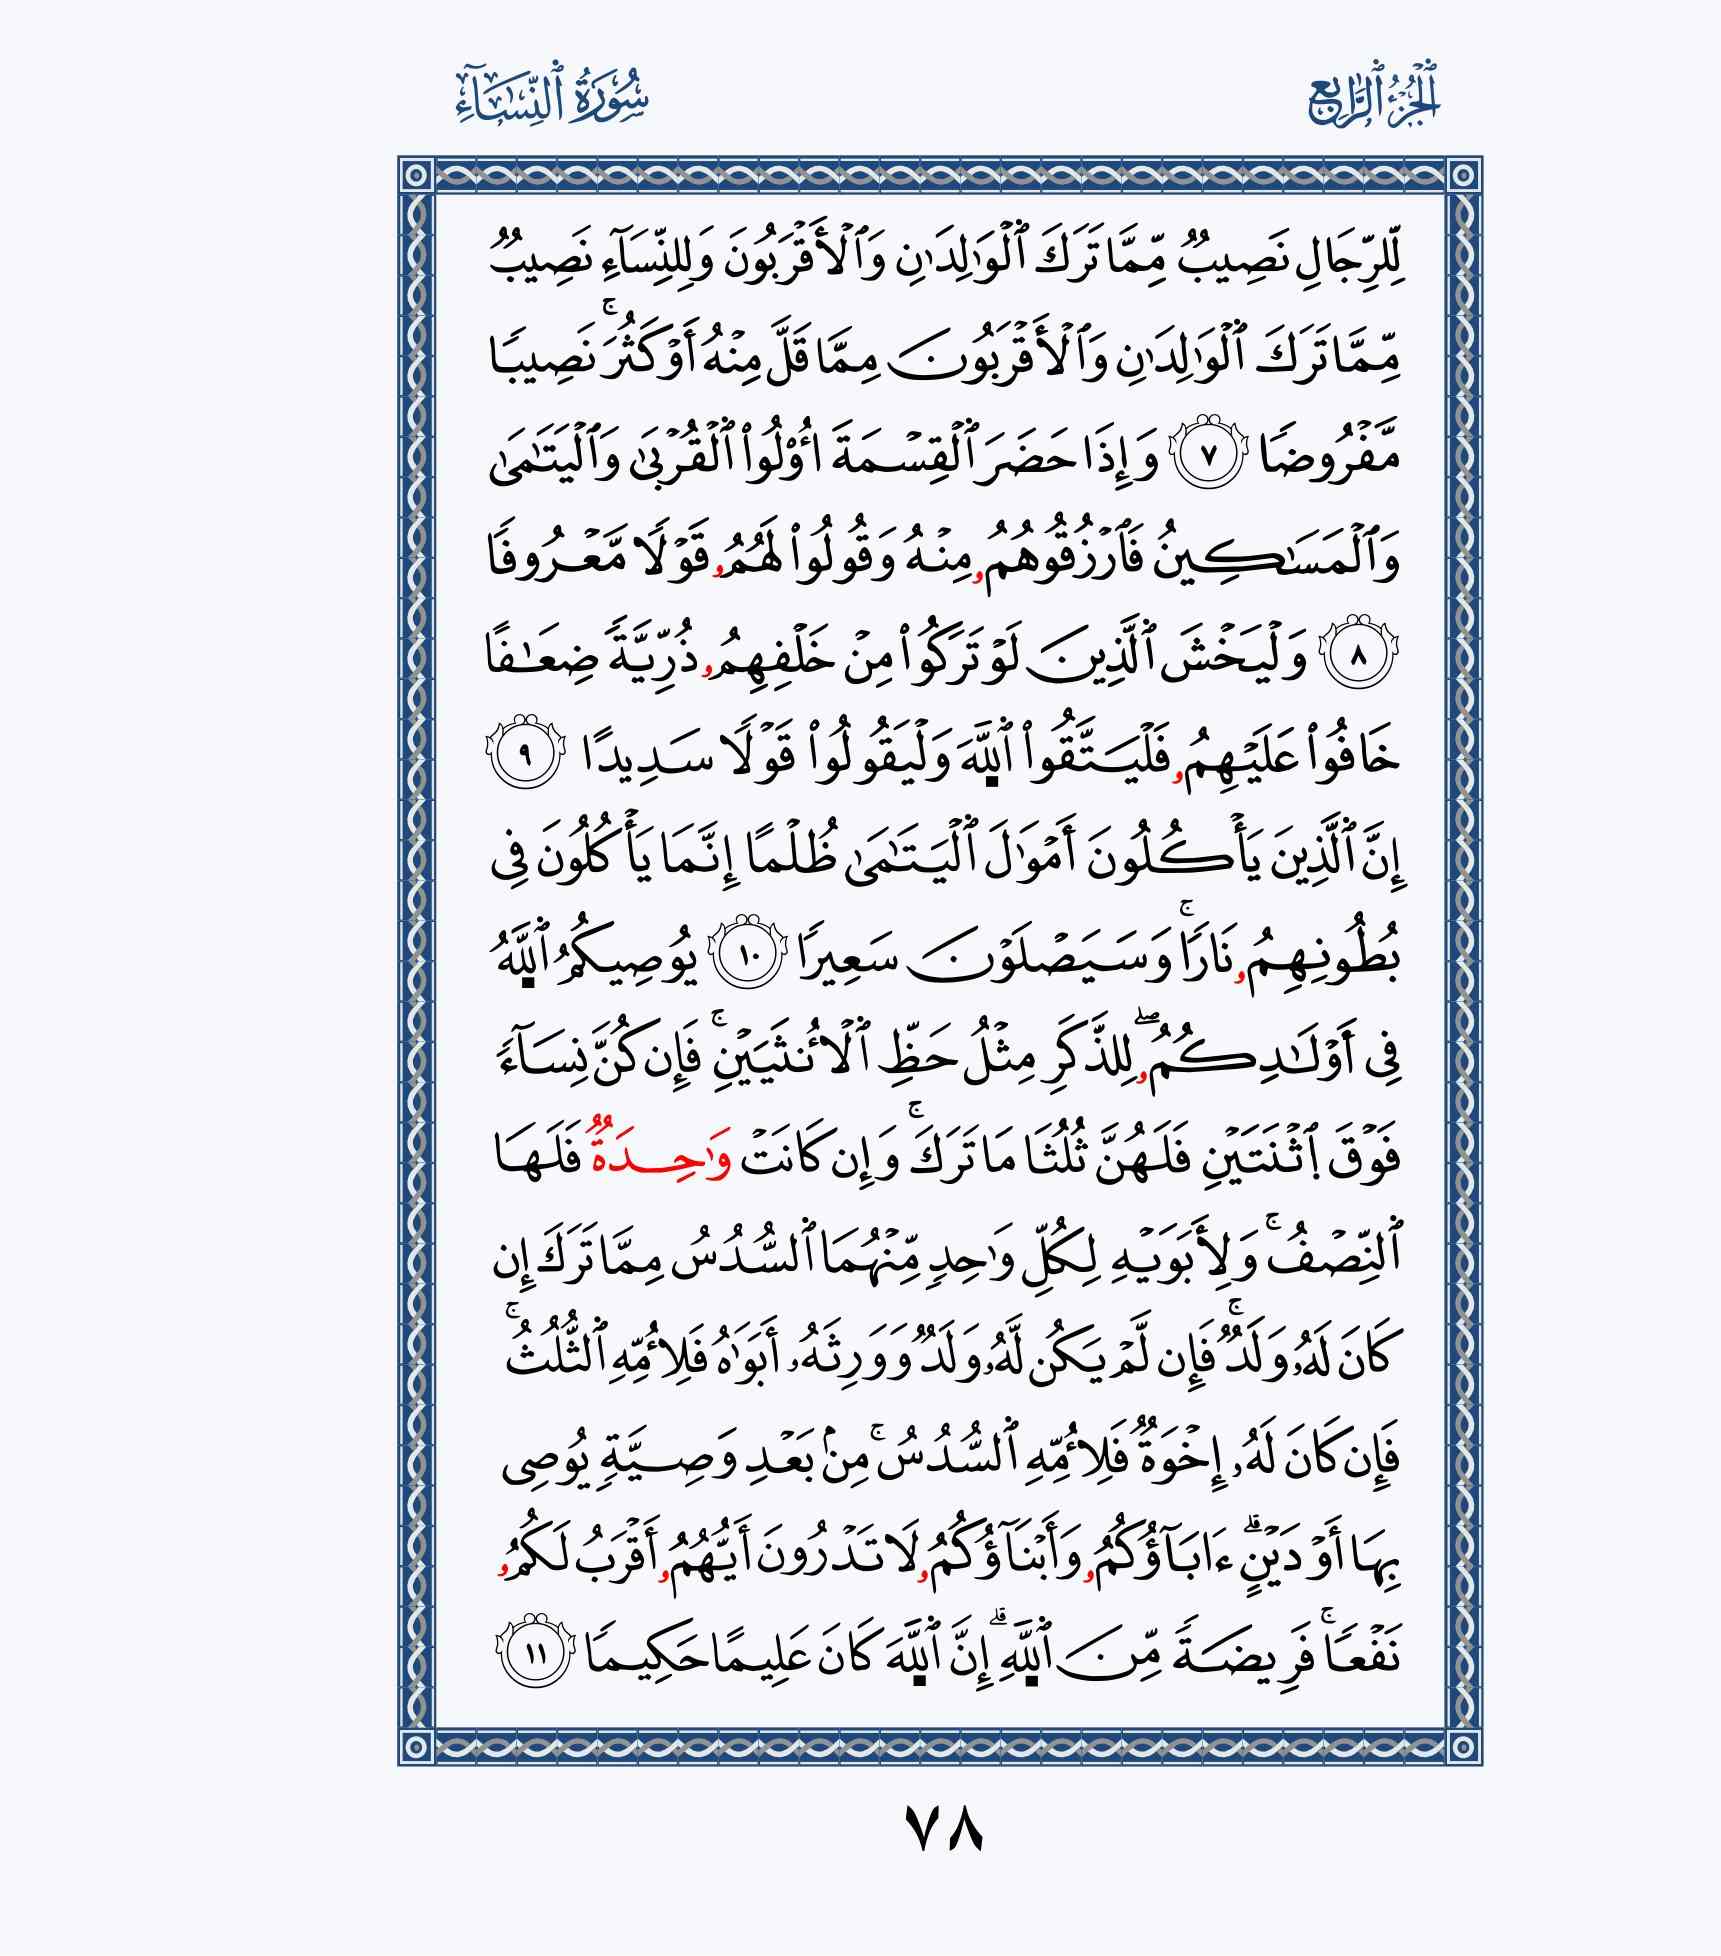 ٱلْجُزْءُ ٱلرَّابِعُ
سُورَةُ ٱلنِّسَآءِ
لِّلرِّجَالِ نَصِيبٌ مِّمَّا تَرَكَ ٱلْوَٰلِدَٰنِ وَٱلْأَقْرَبُونَ وَلِلنِّسَآءِ نَصِيبٌ
مِّمَّا تَرَكَ ٱلْوَٰلِدَٰنِ وَٱلْأَقْرَبُونَ مِمَّا قَلَّ مِنْهُ أَوْ كَثُرَ ۚ نَصِيبًا
مَّفْرُوضًا ٧ وَإِذَا حَضَرَ ٱلْقِسْمَةَ أُو۟لُوا۟ ٱلْقُرْبَىٰ وَٱلْيَتَٰمَىٰ
وَٱلْمَسَٰكِينُ فَٱرْزُقُوهُمُۥ مِنْهُ وَقُولُوا۟ لَهُمُۥ قَوْلًا مَّعْرُوفًا
٨ وَلْيَخْشَ ٱلَّذِينَ لَوْ تَرَكُوا۟ مِنْ خَلْفِهِمُۥ ذُرِّيَّةً ضِعَٰفًا
خَافُوا۟ عَلَيْهِمُۥ فَلْيَتَّقُوا۟ ٱللَّهَ وَلْيَقُولُوا۟ قَوْلًا سَدِيدًا ٩
إِنَّ ٱلَّذِينَ يَأْكُلُونَ أَمْوَٰلَ ٱلْيَتَٰمَىٰ ظُلْمًا إِنَّمَا يَأْكُلُونَ فِى
بُطُونِهِمُۥ نَارًا ۚ وَسَيَصْلَوْنَ سَعِيرًا ١٠ يُوصِيكُمُ ٱللَّهُ
فِى أَوْلَٰدِكُمُۥ ۖ لِلذَّكَرِ مِثْلُ حَظِّ ٱلْأُنثَيَيْنِ ۚ فَإِن كُنَّ نِسَآءً
فَوْقَ ٱثْنَتَيْنِ فَلَهُنَّ ثُلُثَا مَا تَرَكَ ۚ وَإِن كَانَتْ وَٰحِدَةٌ فَلَهَا
ٱلنِّصْفُ ۚ وَلِأَبَوَيْهِ لِكُلِّ وَٰحِدٍ مِّنْهُمَا ٱلسُّدُسُ مِمَّا تَرَكَ إِن
كَانَ لَهُۥ وَلَدٌ ۚ فَإِن لَّمْ يَكُن لَّهُۥ وَلَدٌ وَوَرِثَهُۥ أَبَوَاهُ فَلِأُمِّهِ ٱلثُّلُثُ ۚ
فَإِن كَانَ لَهُۥ إِخْوَةٌ فَلِأُمِّهِ ٱلسُّدُسُ ۚ مِنۢ بَعْدِ وَصِيَّةٍ يُوصِى
بِهَا أَوْ دَيْنٍ ۗ ءَابَآؤُكُمُۥ وَأَبْنَآؤُكُمُۥ لَا تَدْرُونَ أَيُّهُمُۥ أَقْرَبُ لَكُمُۥ
نَفْعًا ۚ فَرِيضَةً مِّنَ ٱللَّهِ ۗ إِنَّ ٱللَّهَ كَانَ عَلِيمًا حَكِيمًا ١١
٧٨